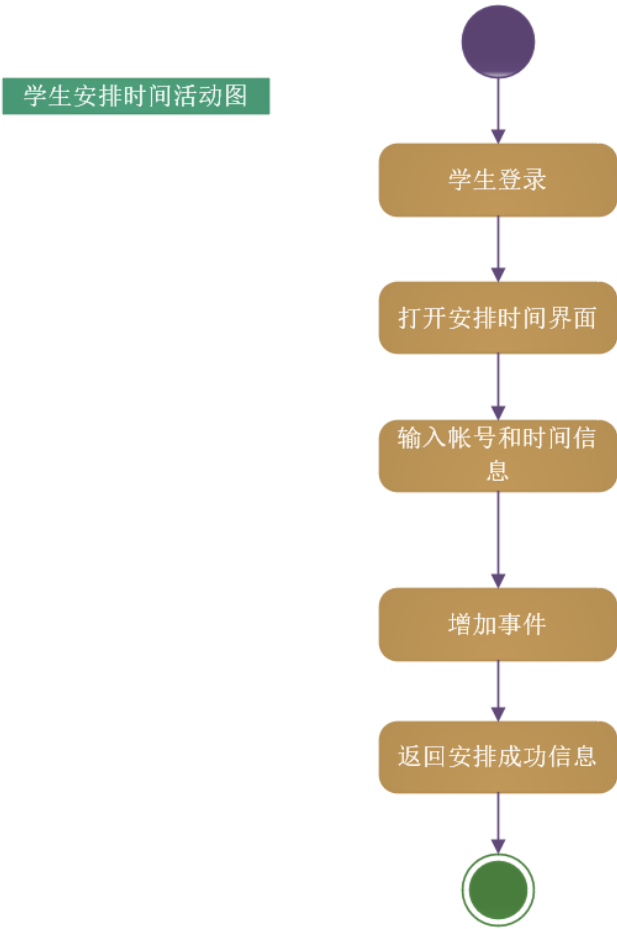 学生安排时间活动图
学生登录
打开安排时间界面
输入帐号和时间信
息
增加事件
返回安排成功信息